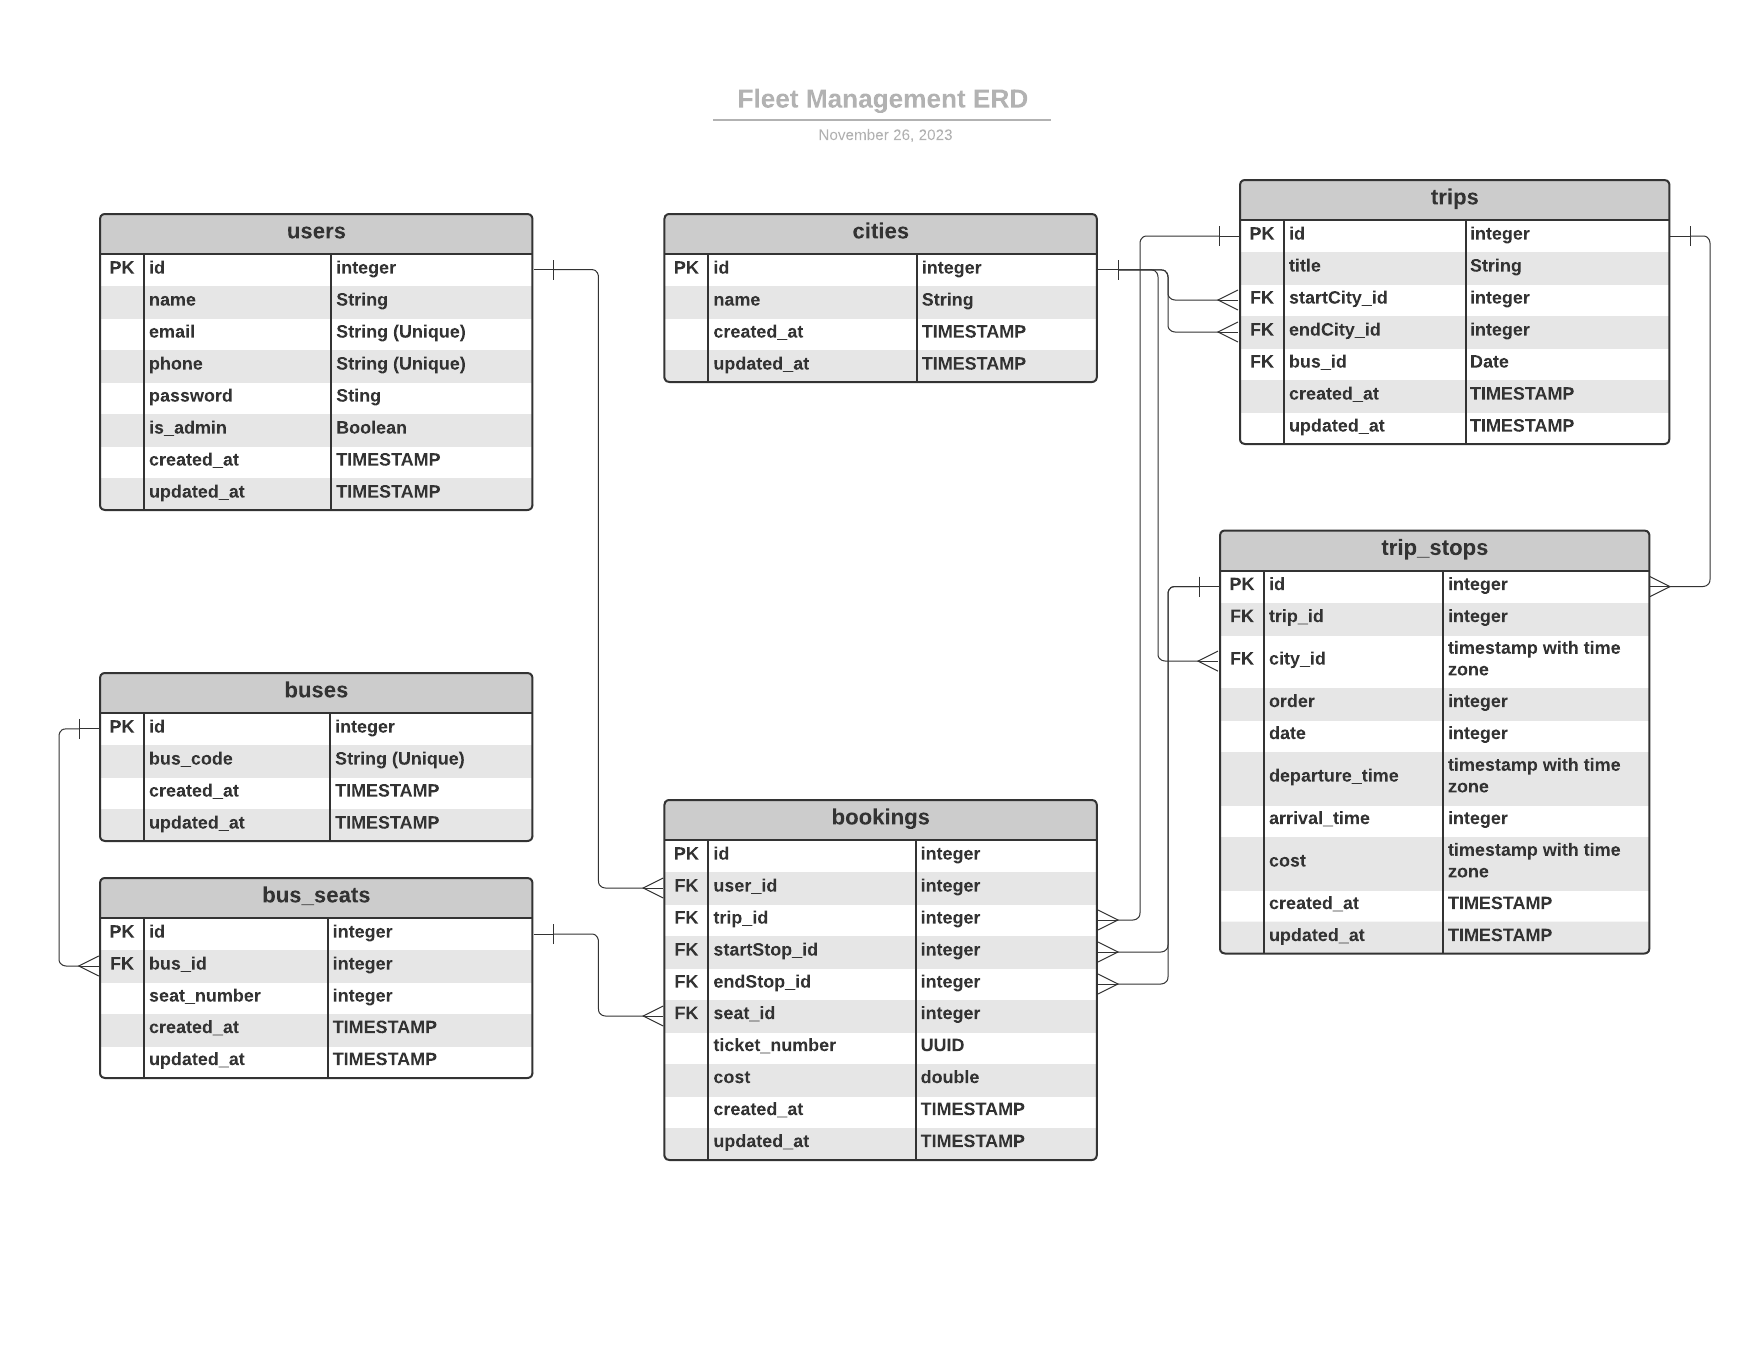 Fleet Management ERD
November 26, 2023
users
PK id integer
name String
email String (Unique)
phone String (Unique)
password Sting
is_admin Boolean
created_at TIMESTAMP
updated_at TIMESTAMP
cities
PK id integer
name String
created_at TIMESTAMP
updated_at TIMESTAMP
trips
PK id integer
title String
FK startCity_id integer
FK endCity_id integer
FK bus_id Date
created_at TIMESTAMP
updated_at TIMESTAMP
trip_stops
PK id integer
FK trip_id integer
FK city_id timestamp with time
zone
order integer
date integer
departure_time timestamp with time
zone
arrival_time integer
cost timestamp with time
zone
created_at TIMESTAMP
updated_at TIMESTAMP
buses
PK id integer
bus_code String (Unique)
created_at TIMESTAMP
updated_at TIMESTAMP
bus_seats
PK id integer
FK bus_id integer
seat_number integer
created_at TIMESTAMP
updated_at TIMESTAMP
bookings
PK id integer
FK user_id integer
FK trip_id integer
FK startStop_id integer
FK endStop_id integer
FK seat_id integer
ticket_number UUID
cost double
created_at TIMESTAMP
updated_at TIMESTAMP